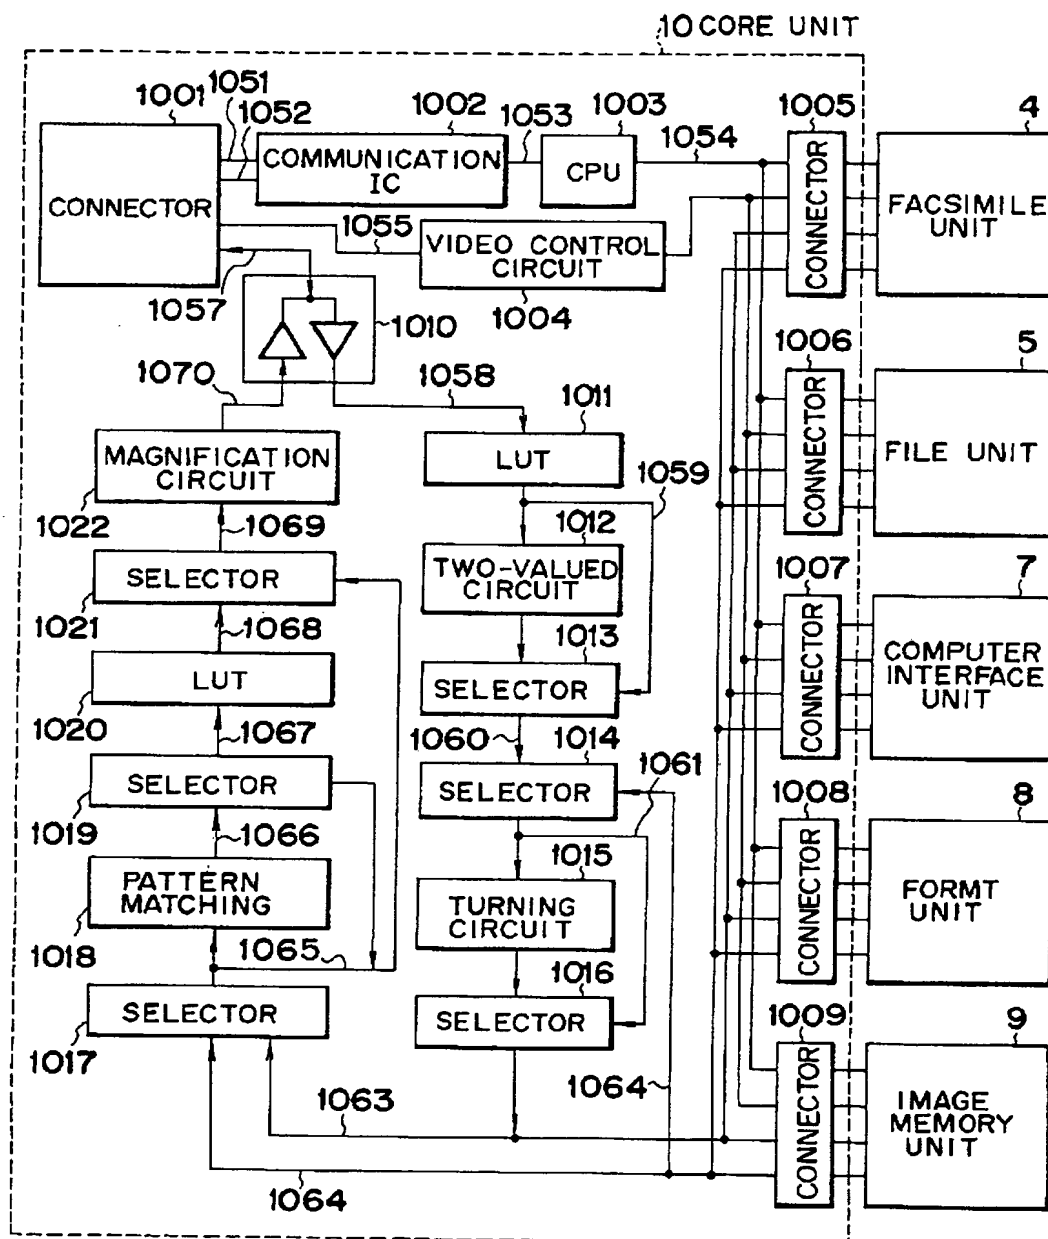 10 CORE UNIT
1051
1001
1052
1002
1053
1003
1054
1005
4
CONNECTOR
COMMUNICATION
IC
CPU
CONNECTOR
FACSIMILE
UNIT
1055
VIDEO CONTROL
CIRCUIT
1057
1010
1004
1006
5
1070
1058
1011
CONNECTOR
FILE UNIT
MAGNIFICATION
CIRCUIT
LUT
1059
1022
1069
1012
1007
7
SELECTOR
TWO-VALUED
CIRCUIT
CONNECTOR
COMPUTER
INTERFACE
UNIT
1021
1068
1013
LUT
SELECTOR
1020
1067
1060
1014
1061
1008
8
SELECTOR
SELECTOR
1019
1066
1015
CONNECTOR
FORMT
UNIT
PATTERN
MATCHING
TURNING
CIRCUIT
1018
1065
1016
SELECTOR
SELECTOR
1009
9
1017
1063
1064
CONNECTOR
IMAGE
MEMORY
UNIT
1064